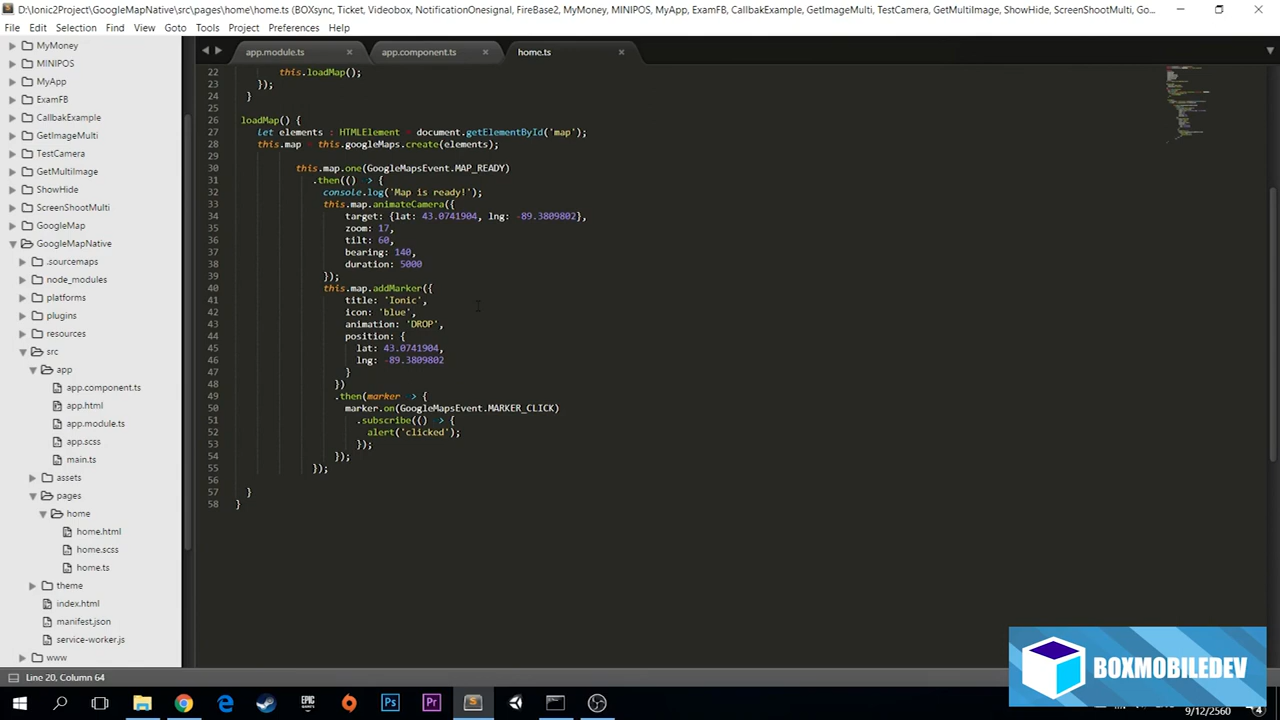 D:\Ionic2Project\GoogleMapNative\src\pages\home\home.ts (BOXsync, Ticket, Videobox, NotificationOnesignal, FireBase2, MyMoney, MINIPOS, MyApp, ExamFB, CallbakExample, GetImageMulti, TestCamera, GetMultiImage, ShowHide, ScreenShootMulti, Go...
File Edit Selection Find View Goto Tools Project Preferences Help
MyMoney
MINIPOS
MyApp
ExamFB
CallbakExample
GetImageMulti
TestCamera
GetMultiImage
ShowHide
ScreenShootMulti
GoogleMap
GoogleMapNative
.sourcemaps
node_modules
platforms
plugins
resources
src
app
app.component.ts
app.html
app.module.ts
app.scss
main.ts
assets
pages
home
home.html
home.scss
home.ts
theme
index.html
manifest.json
service-worker.js
www
app.module.ts × app.component.ts × home.ts ×
22 this.loadMap();
23 });
24 }
25
26 loadMap() {
27 let elements : HTMLElement = document.getElementById('map');
28 this.map = this.googleMaps.create(elements);
29
30 this.map.one(GoogleMapsEvent.MAP_READY)
31 .then(() => {
32 console.log('Map is ready!');
33 this.map.animateCamera({
34 target: {lat: 43.0741904, lng: -89.3809802},
35 zoom: 17,
36 tilt: 60,
37 bearing: 140,
38 duration: 5000
39 });
40 this.map.addMarker({
41 title: 'Ionic',
42 icon: 'blue',
43 animation: 'DROP',
44 position: {
45 lat: 43.0741904,
46 lng: -89.3809802
47 }
48 })
49 .then(marker => {
50 marker.on(GoogleMapsEvent.MARKER_CLICK)
51 .subscribe(() => {
52 alert('clicked');
53 });
54 });
55 });
56
57 }
58 }
Line 20, Column 64
BOXMOBILEDEV
9/12/2560
4